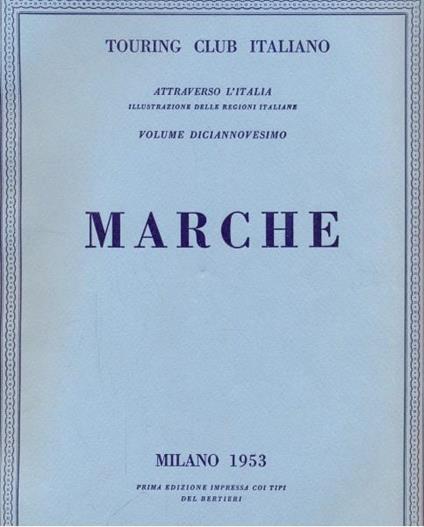 TOURING CLUB ITALIANO
ATTRAVERSO L'ITALIA
ILLUSTRAZIONE DELLE REGIONI ITALIANE
VOLUME DICIANNOVESIMO
MARCHE
MILANO 1953
PRIMA EDIZIONE IMPRESSA COI TIPI
DEL BERTIERI